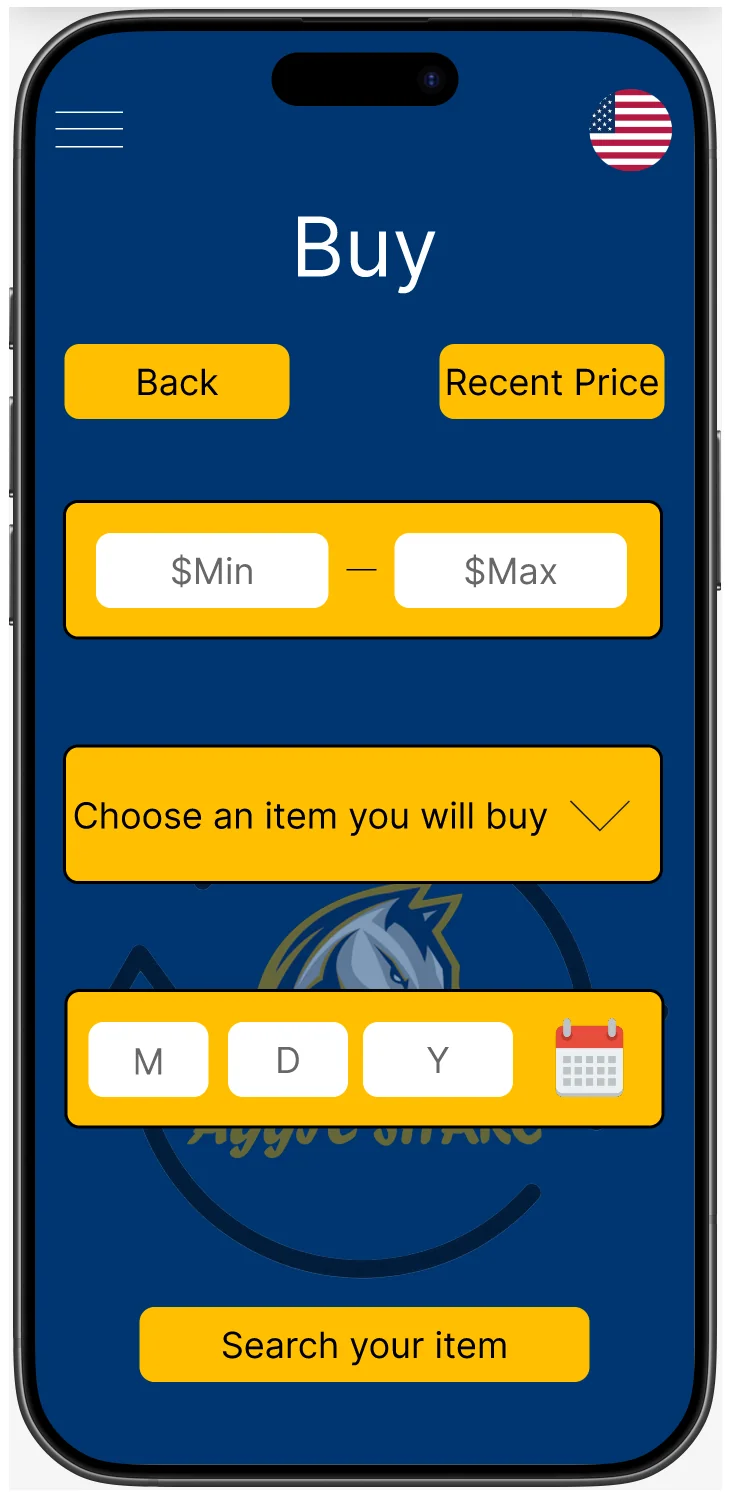 Buy
Back
Recent Price
$Min
$Max
Choose an item you will buy
M
D
Y
Search your item